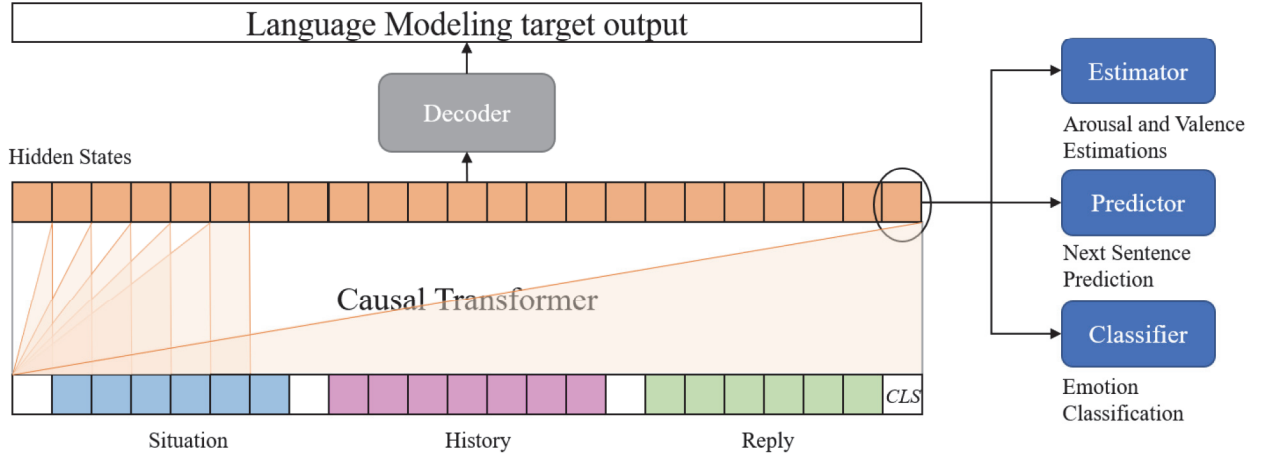 Language Modeling target output
Decoder
Hidden States
Causal Transformer
CLS
Situation
History
Reply
Estimator
Arousal and Valence
Estimations
Predictor
Next Sentence
Prediction
Classifier
Emotion
Classification